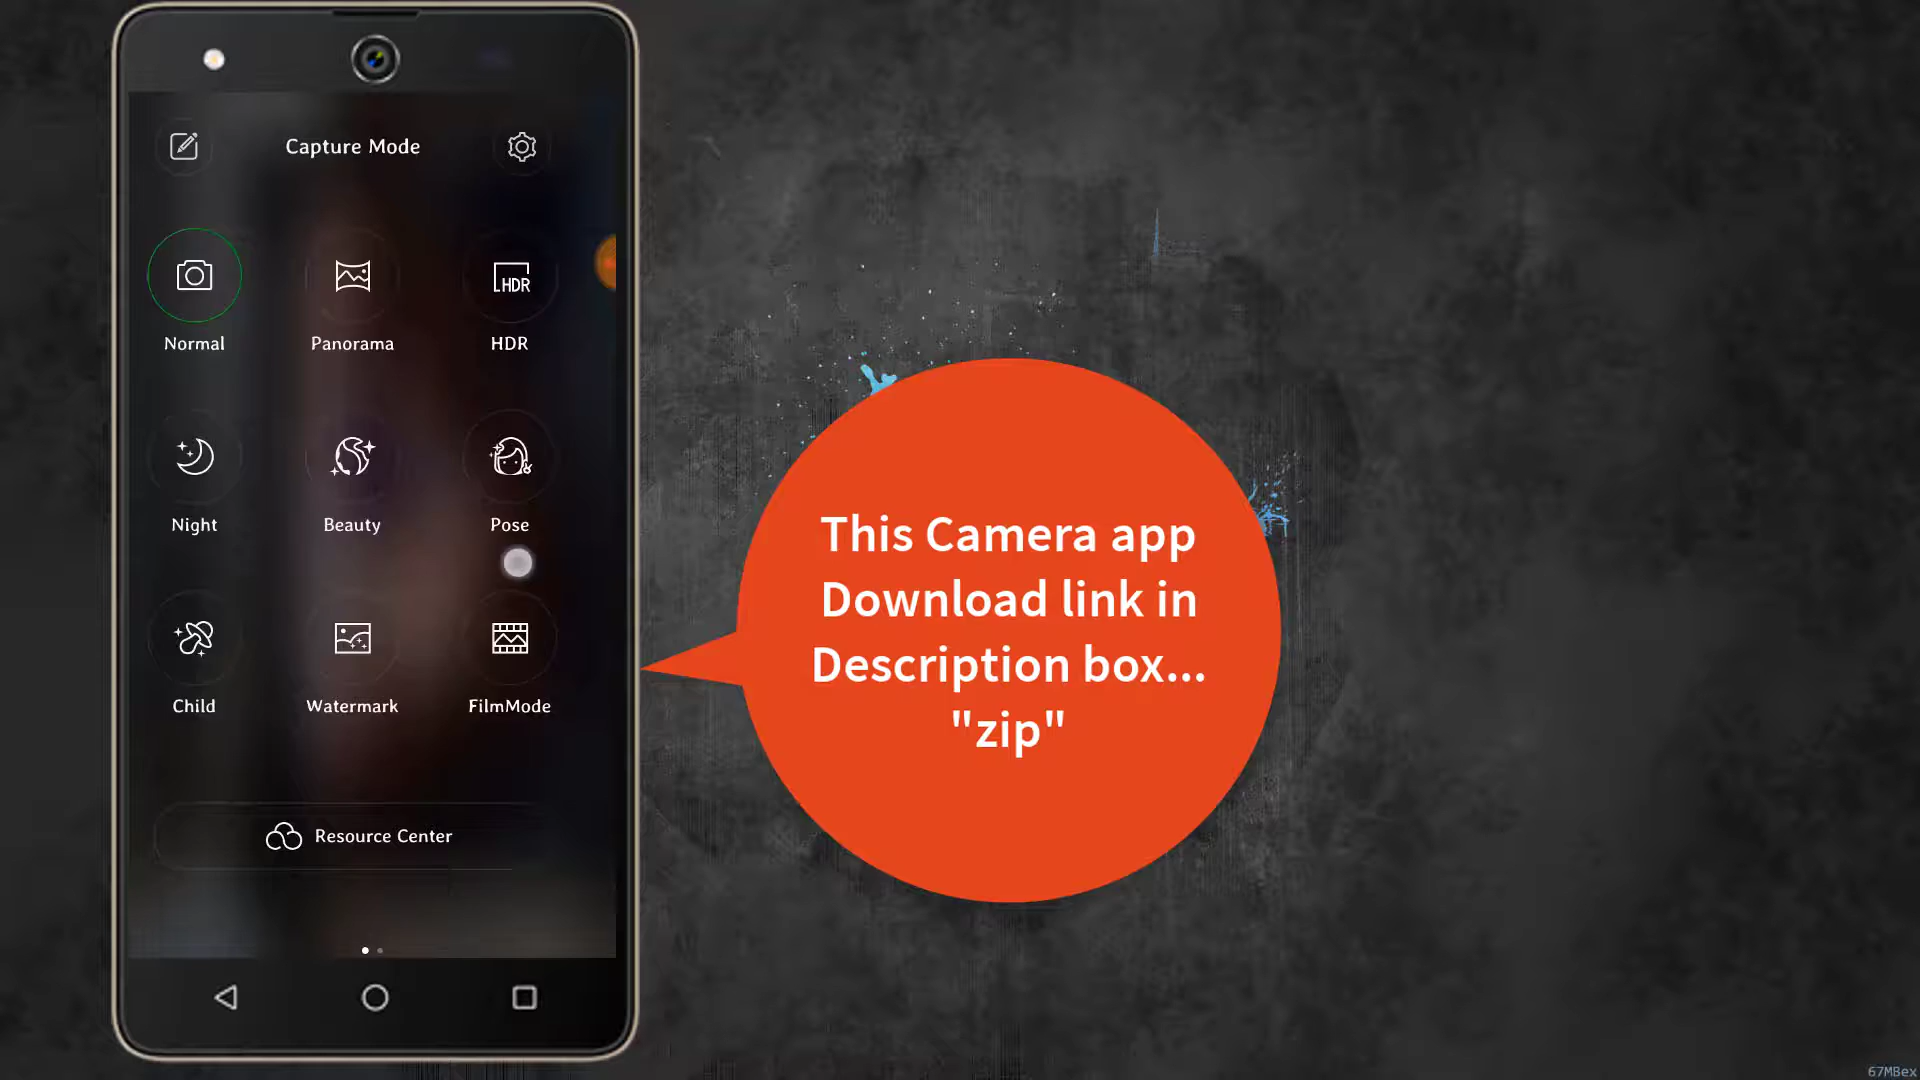 Capture Mode
Normal
Panorama
HDR
HDR
Night
Beauty
Pose
Child
Watermark
FilmMode
Resource Center
This Camera app
Download link in
Description box...
"zip"
67MBex